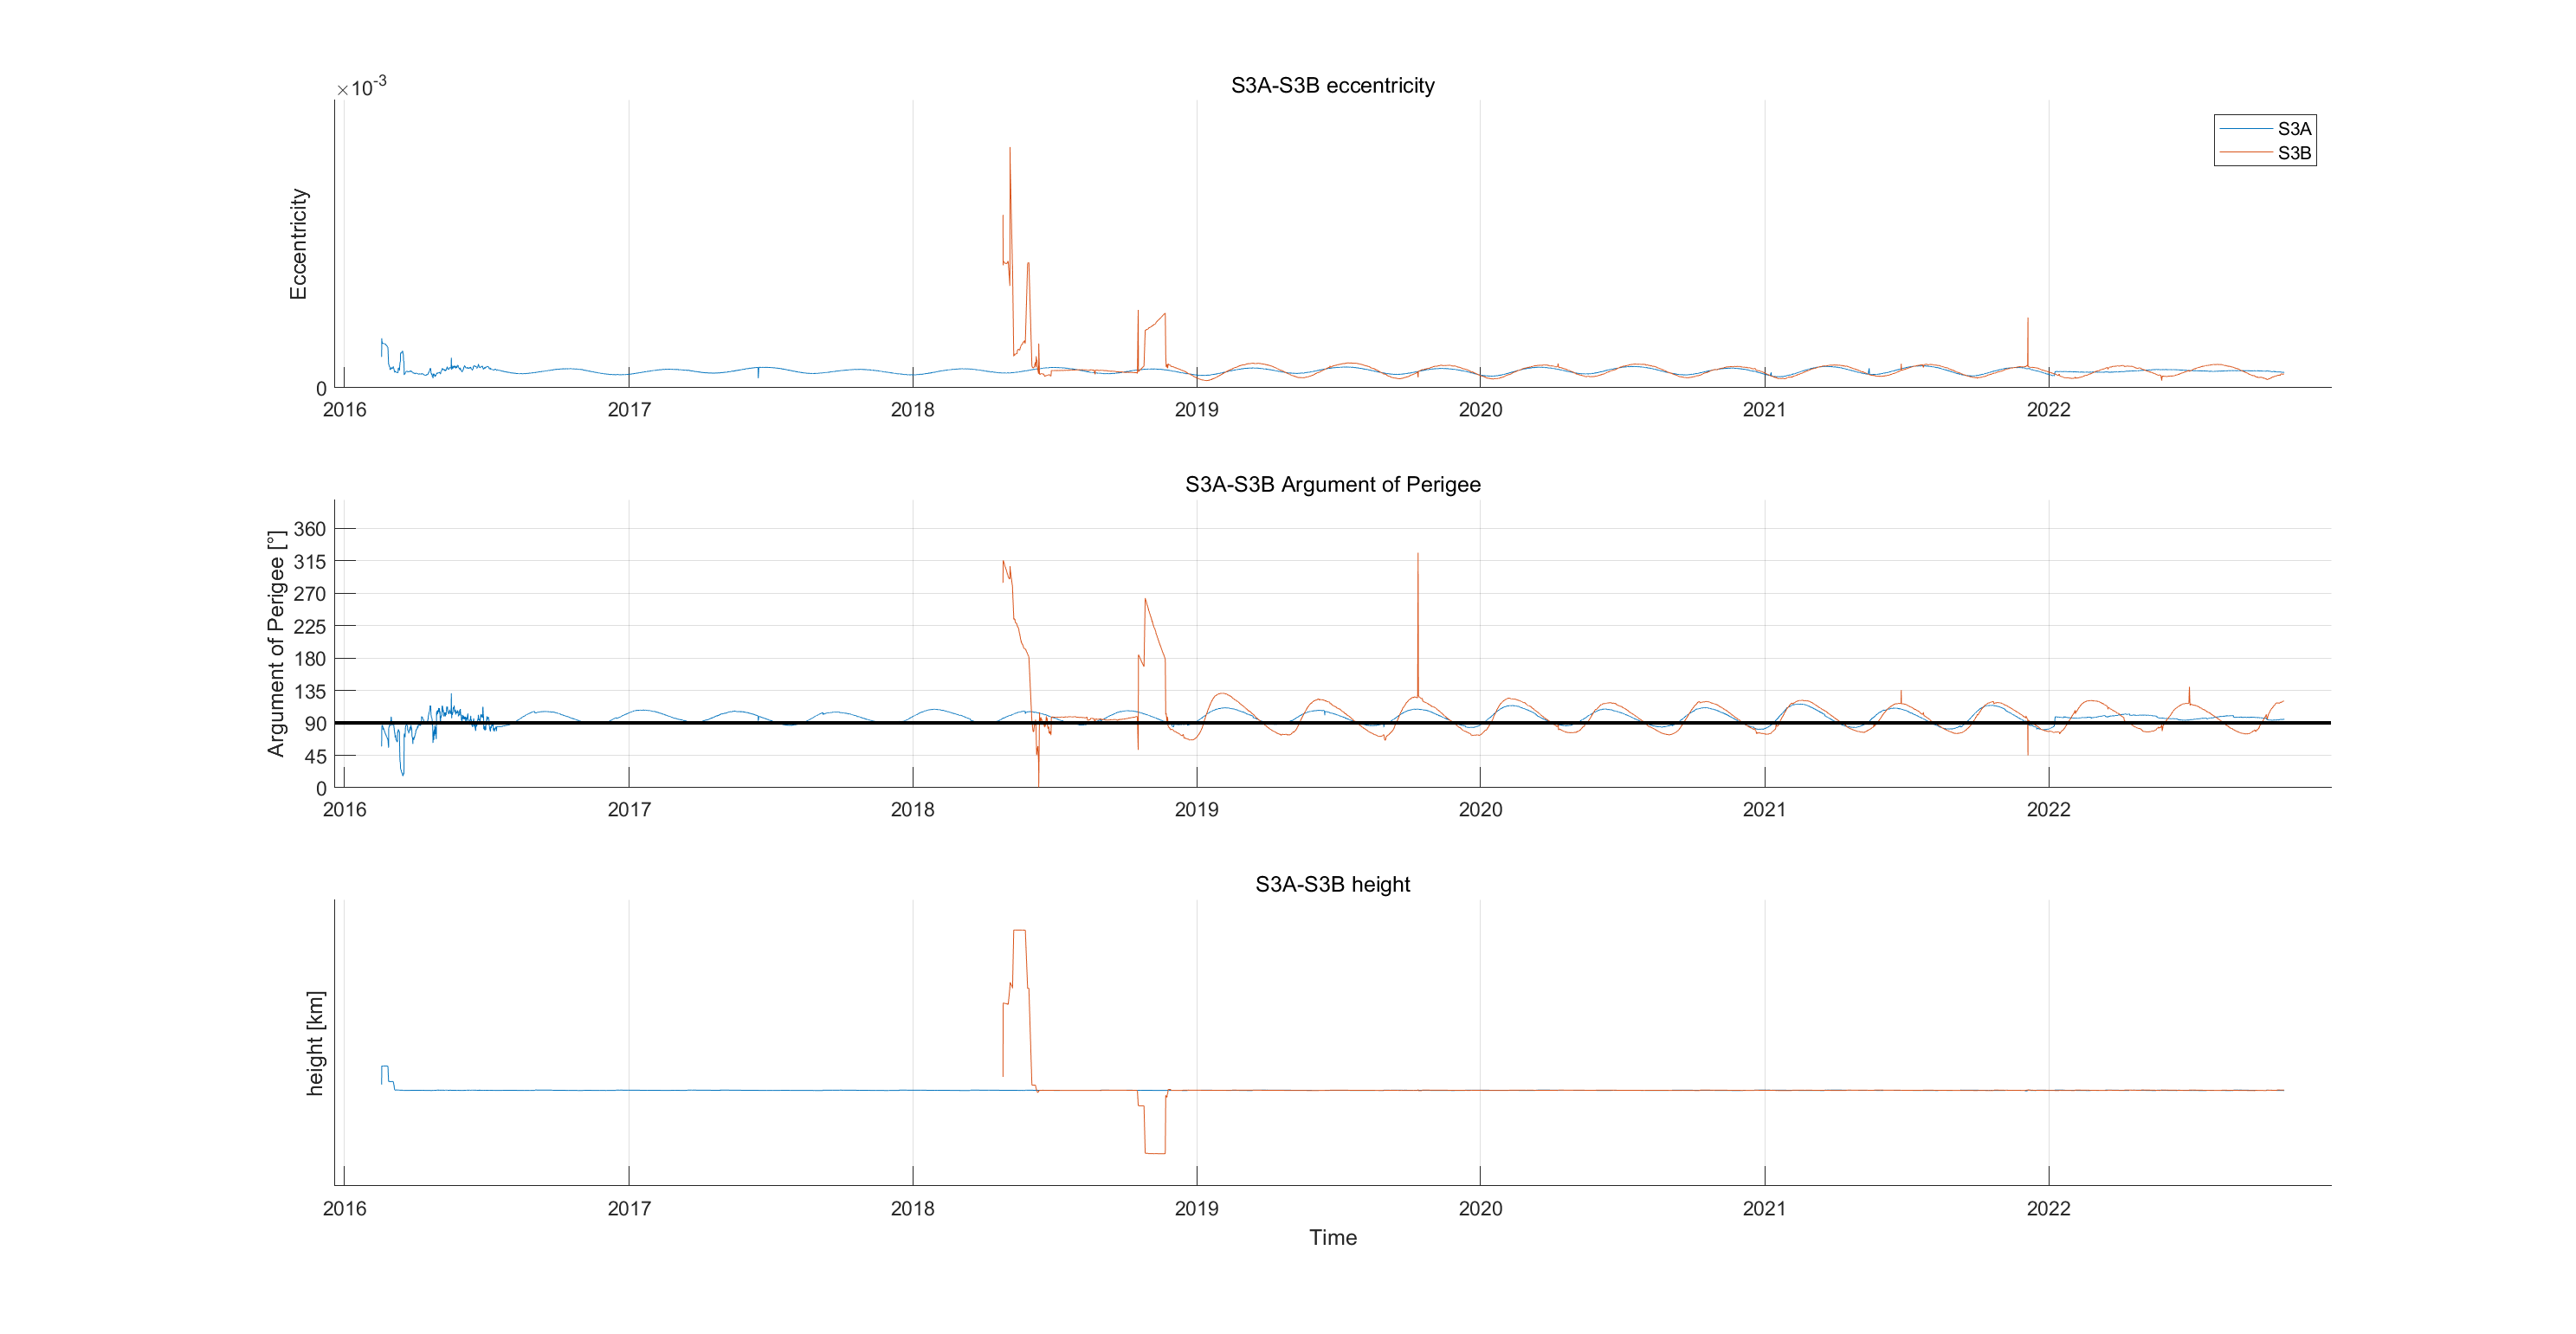 S3A-S3B eccentricity
×10-3
Eccentricity
0
2016 2017 2018 2019 2020 2021 2022
S3A
S3B
S3A-S3B Argument of Perigee
Argument of Perigee [°]
360
315
270
225
180
135
90
45
0
2016 2017 2018 2019 2020 2021 2022
S3A-S3B height
height [km]
2016 2017 2018 2019 2020 2021 2022
Time